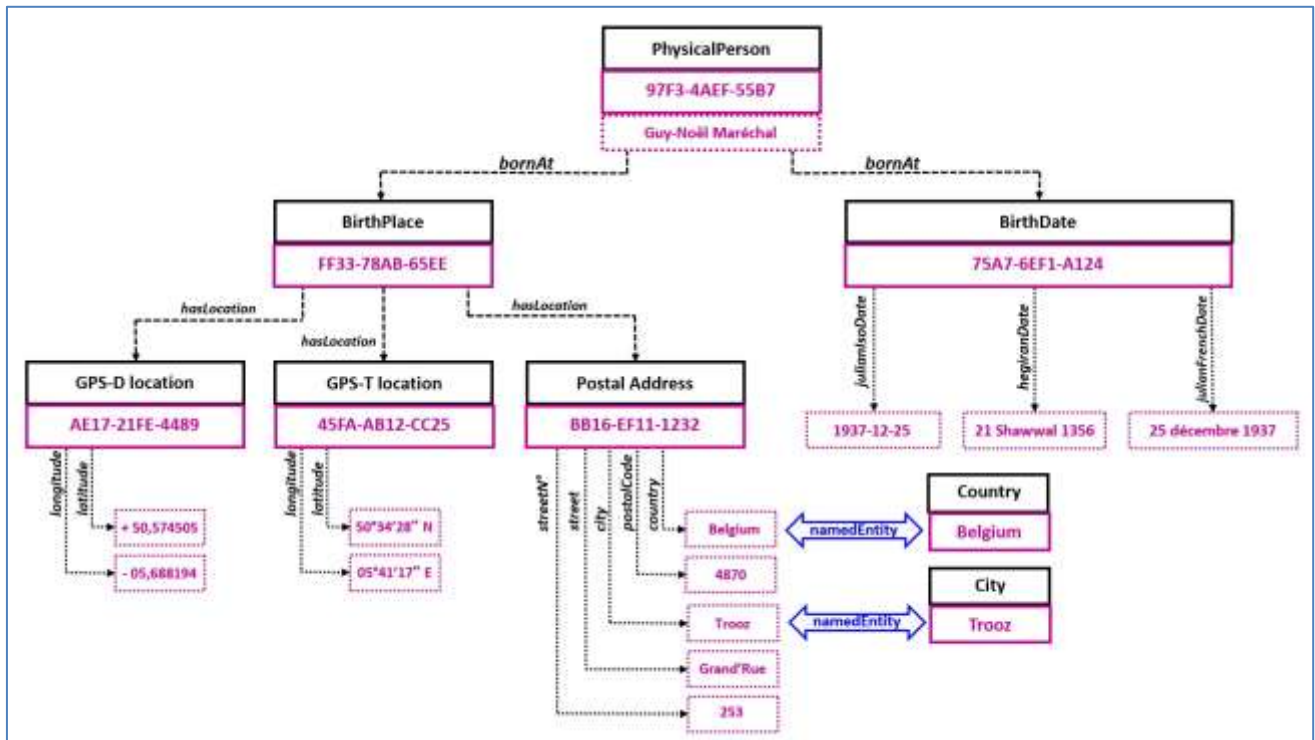 PhysicalPerson
97F3-4AEF-55B7
Guy-Noël Maréchal
bornAt
bornAt
BirthPlace
FF33-78AB-65EE
BirthDate
75A7-6EF1-A124
hasLocation
hasLocation
hasLocation
julianIsoDate
hegiranDate
julianFrenchDate
GPS-D location
AE17-21FE-4489
GPS-T location
45FA-AB12-CC25
Postal Address
BB16-EF11-1232
1937-12-25
21 Shawwal 1356
25 décembre 1937
longitude
latitude
longitude
latitude
streetN°
street
city
postalCode
country
+ 50,574505
- 05,688194
50°34'28'' N
05°41'17'' E
Belgium
namedEntity
Country
Belgium
4870
Trooz
namedEntity
City
Trooz
Grand'Rue
253